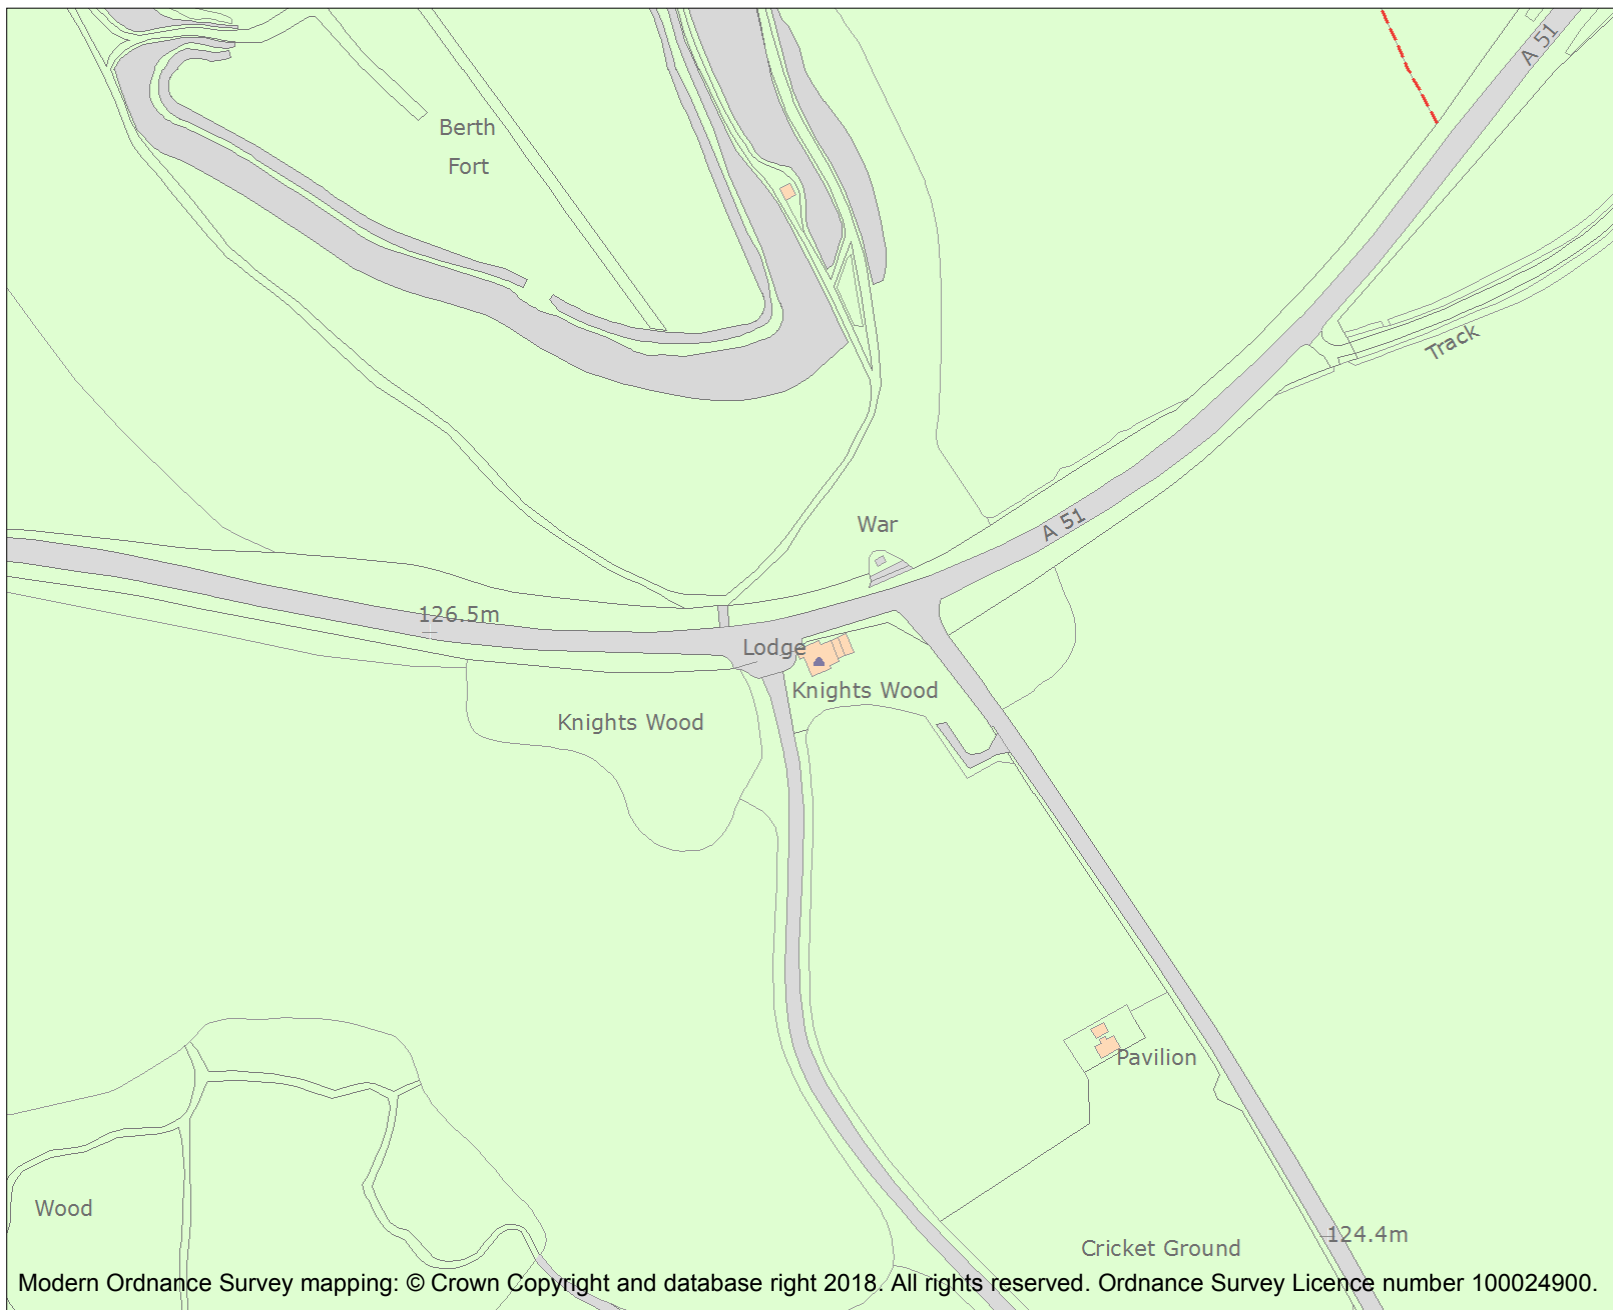 A 51
Berth
Fort
Track
War
A 51
126.5m
Lodge
Knights Wood
Knights Wood
Pavilion
Wood
124.4m
Cricket Ground
Modern Ordnance Survey mapping: © Crown Copyright and database right 2018. All rights reserved. Ordnance Survey Licence number 100024900.